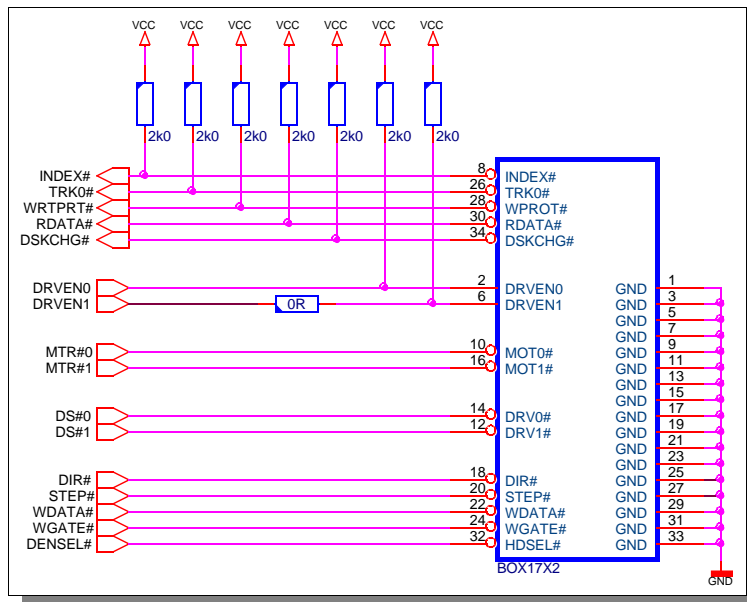 VCC VCC VCC VCC VCC VCC VCC
2k0 2k0 2k0 2k0 2k0 2k0 2k0
INDEX# 8 INDEX#
TRK0# 26 TRK0#
WRTPRT# 28 WPROT#
RDATA# 30 RDATA#
DSKCHG# 34 DSKCHG#
DRVEN0 2 DRVEN0 GND 1
DRVEN1 0R 6 DRVEN1 GND 3
GND 5
GND 7
MTR#0 10 MOT0# GND 9
MTR#1 16 MOT1# GND 11
GND 13
GND 15
DS#0 14 DRV0# GND 17
DS#1 12 DRV1# GND 19
GND 21
GND 23
DIR# 18 DIR# GND 25
STEP# 20 STEP# GND 27
WDATA# 22 WDATA# GND 29
WGATE# 24 WGATE# GND 31
DENSEL# 32 HDSEL# GND 33
BOX17X2
GND